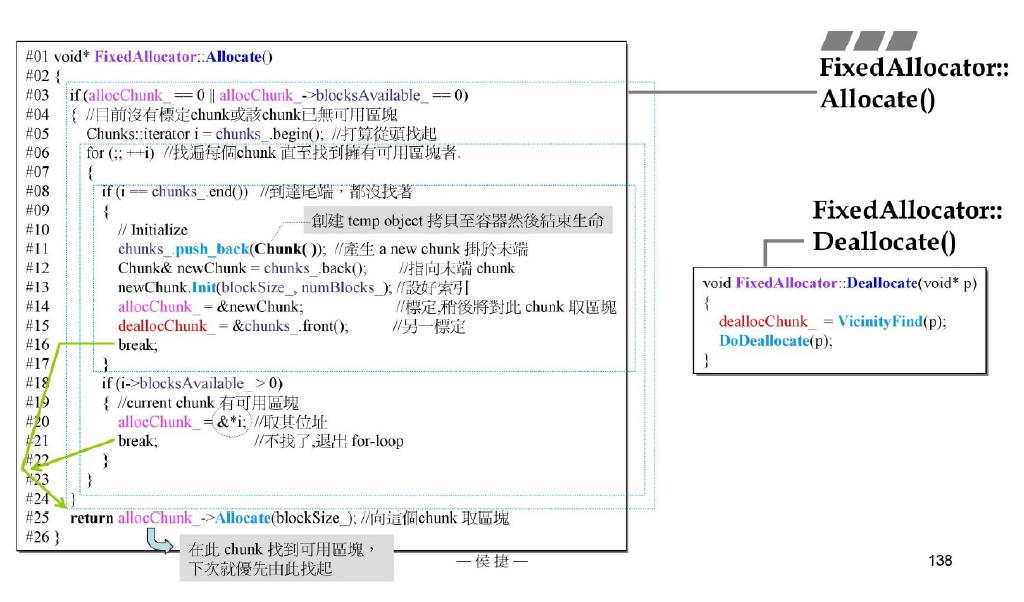 #01 void* FixedAllocator::Allocate()
#02 {
#03 if (allocChunk_ == 0 || allocChunk_->blocksAvailable_ == 0)
#04 { //目前沒有標定chunk或該chunk已無可用區塊
#05 Chunks::iterator i = chunks_.begin(); //打算從頭找起
#06 for (;; ++i) //找遍每個chunk 直至找到擁有可用區塊者.
#07 {
#08 if (i == chunks_.end()) //到達尾端，都沒找著
#09 {
創建 temp object 拷貝至容器然後結束生命
#10 // Initialize
#11 chunks_.push_back(Chunk( )); //產生 a new chunk 掛於末端
#12 Chunk& newChunk = chunks_.back(); //指向末端 chunk
#13 newChunk.Init(blockSize_, numBlocks_); //設好索引
#14 allocChunk_ = &newChunk; //標定,稍後將對此 chunk 取區塊
#15 deallocChunk_ = &chunks_.front(); //另一標定
#16 break;
#17 }
#18 if (i->blocksAvailable_ > 0)
#19 { //current chunk 有可用區塊
#20 allocChunk_ = &*i; //取其位址
#21 break; //不找了,退出 for-loop
#22 }
#23 }
#24 }
#25 return allocChunk_->Allocate(blockSize_); //向這個chunk 取區塊
#26 }
在此 chunk 找到可用區塊，
下次就優先由此找起
FixedAllocator::
Allocate()
FixedAllocator::
Deallocate()
void FixedAllocator::Deallocate(void* p)
{
deallocChunk_ = VicinityFind(p);
DoDeallocate(p);
}
— 侯捷 —
138